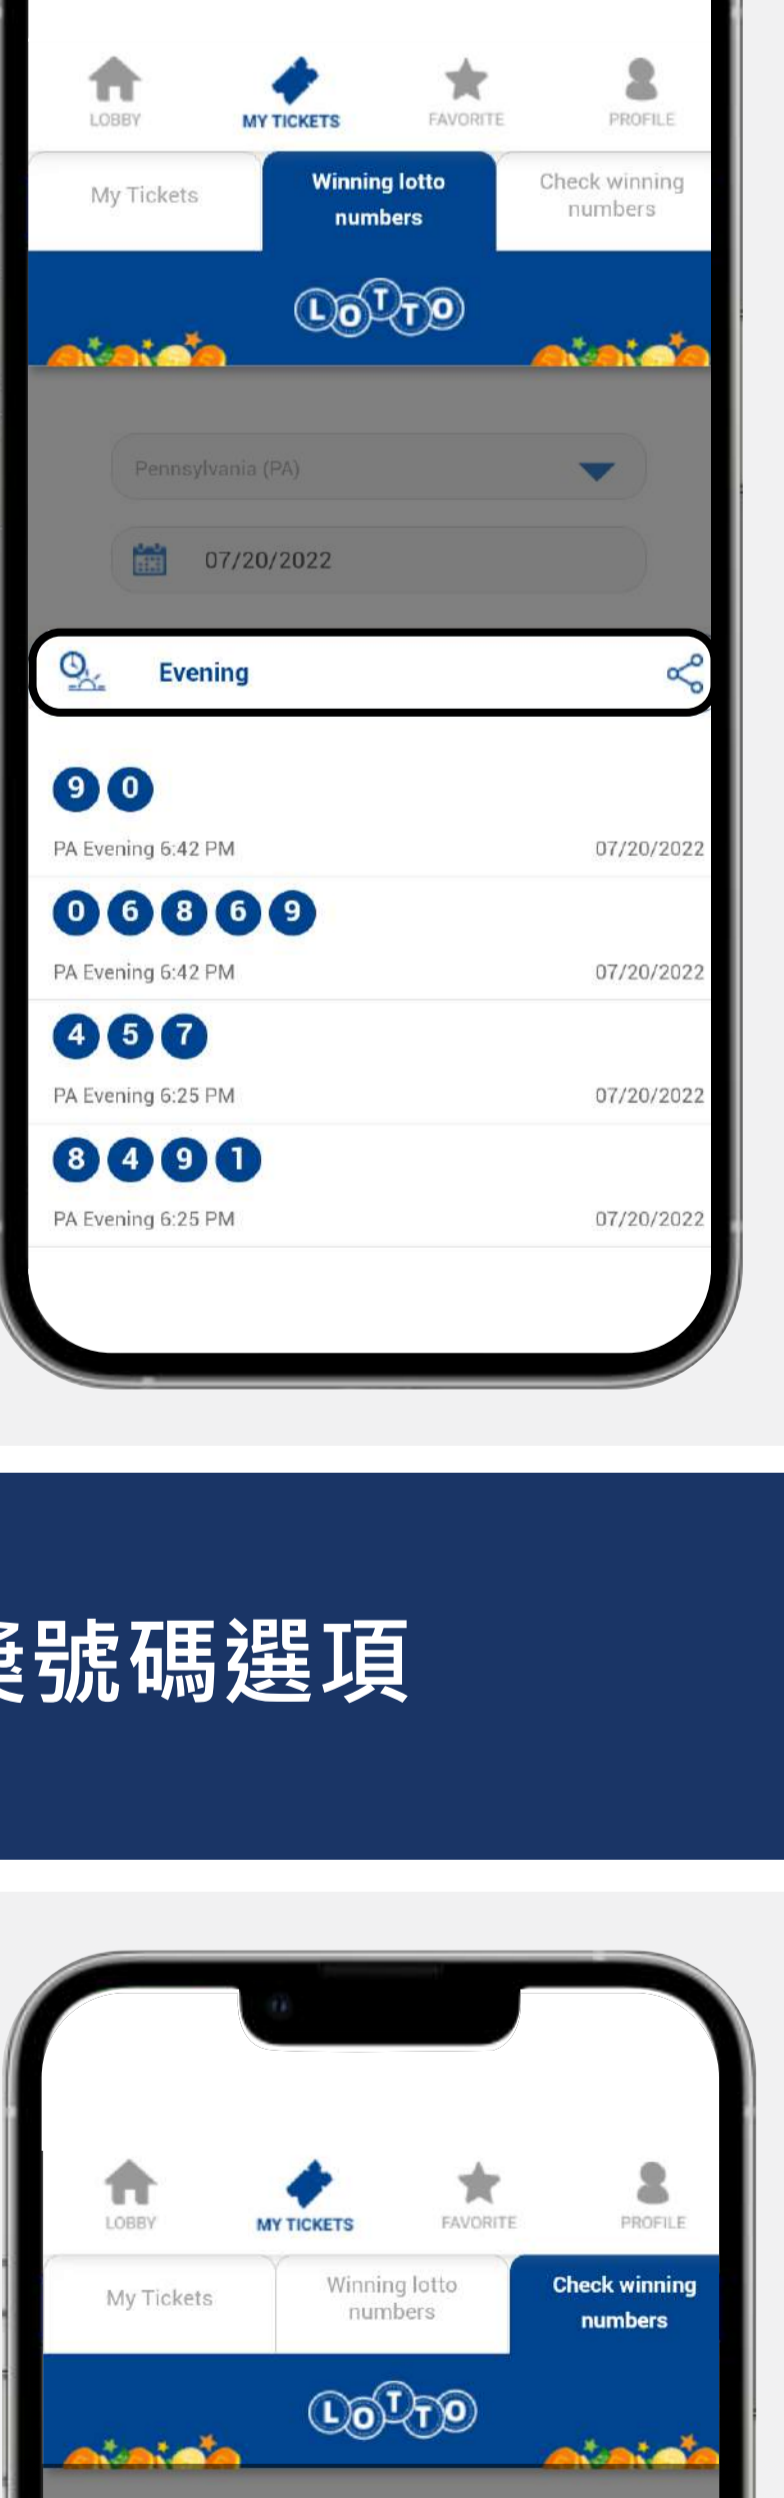 LOBBY MY TICKETS FAVORITE PROFILE
My Tickets
Winning lotto
numbers
Check winning
numbers
LOTTO
Pennsylvania (PA)
07/20/2022
Evening
9 0
PA Evening 6:42 PM 07/20/2022
0 6 8 6 9
PA Evening 6:42 PM 07/20/2022
4 5 7
PA Evening 6:25 PM 07/20/2022
8 4 9 1
PA Evening 6:25 PM 07/20/2022
號碼選項
LOBBY MY TICKETS FAVORITE PROFILE
My Tickets
Winning lotto
numbers
Check winning
numbers
LOTTO